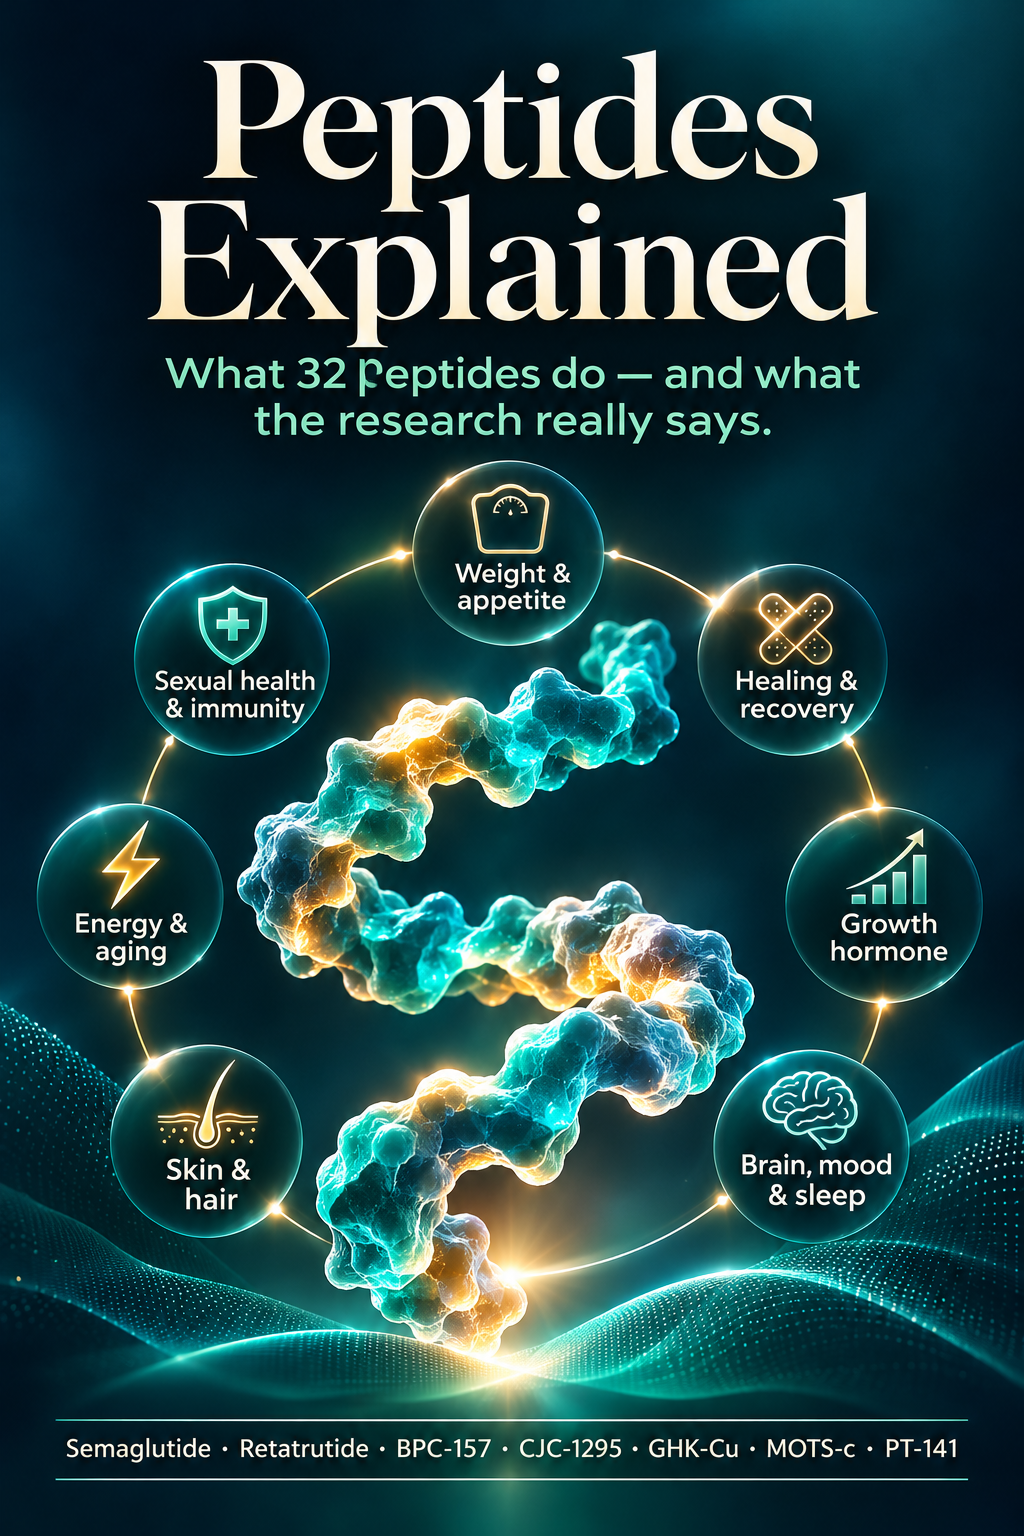 Peptides
Explained
What 32 Peptides do — and what
the research really says.
Weight &
appetite
Sexual health
& immunity
Healing &
recovery
Energy &
aging
Growth
hormone
Skin &
hair
Brain, mood
& sleep
Semaglutide · Retatrutide · BPC-157 · CJC-1295 · GHK-Cu · MOTS-c · PT-141